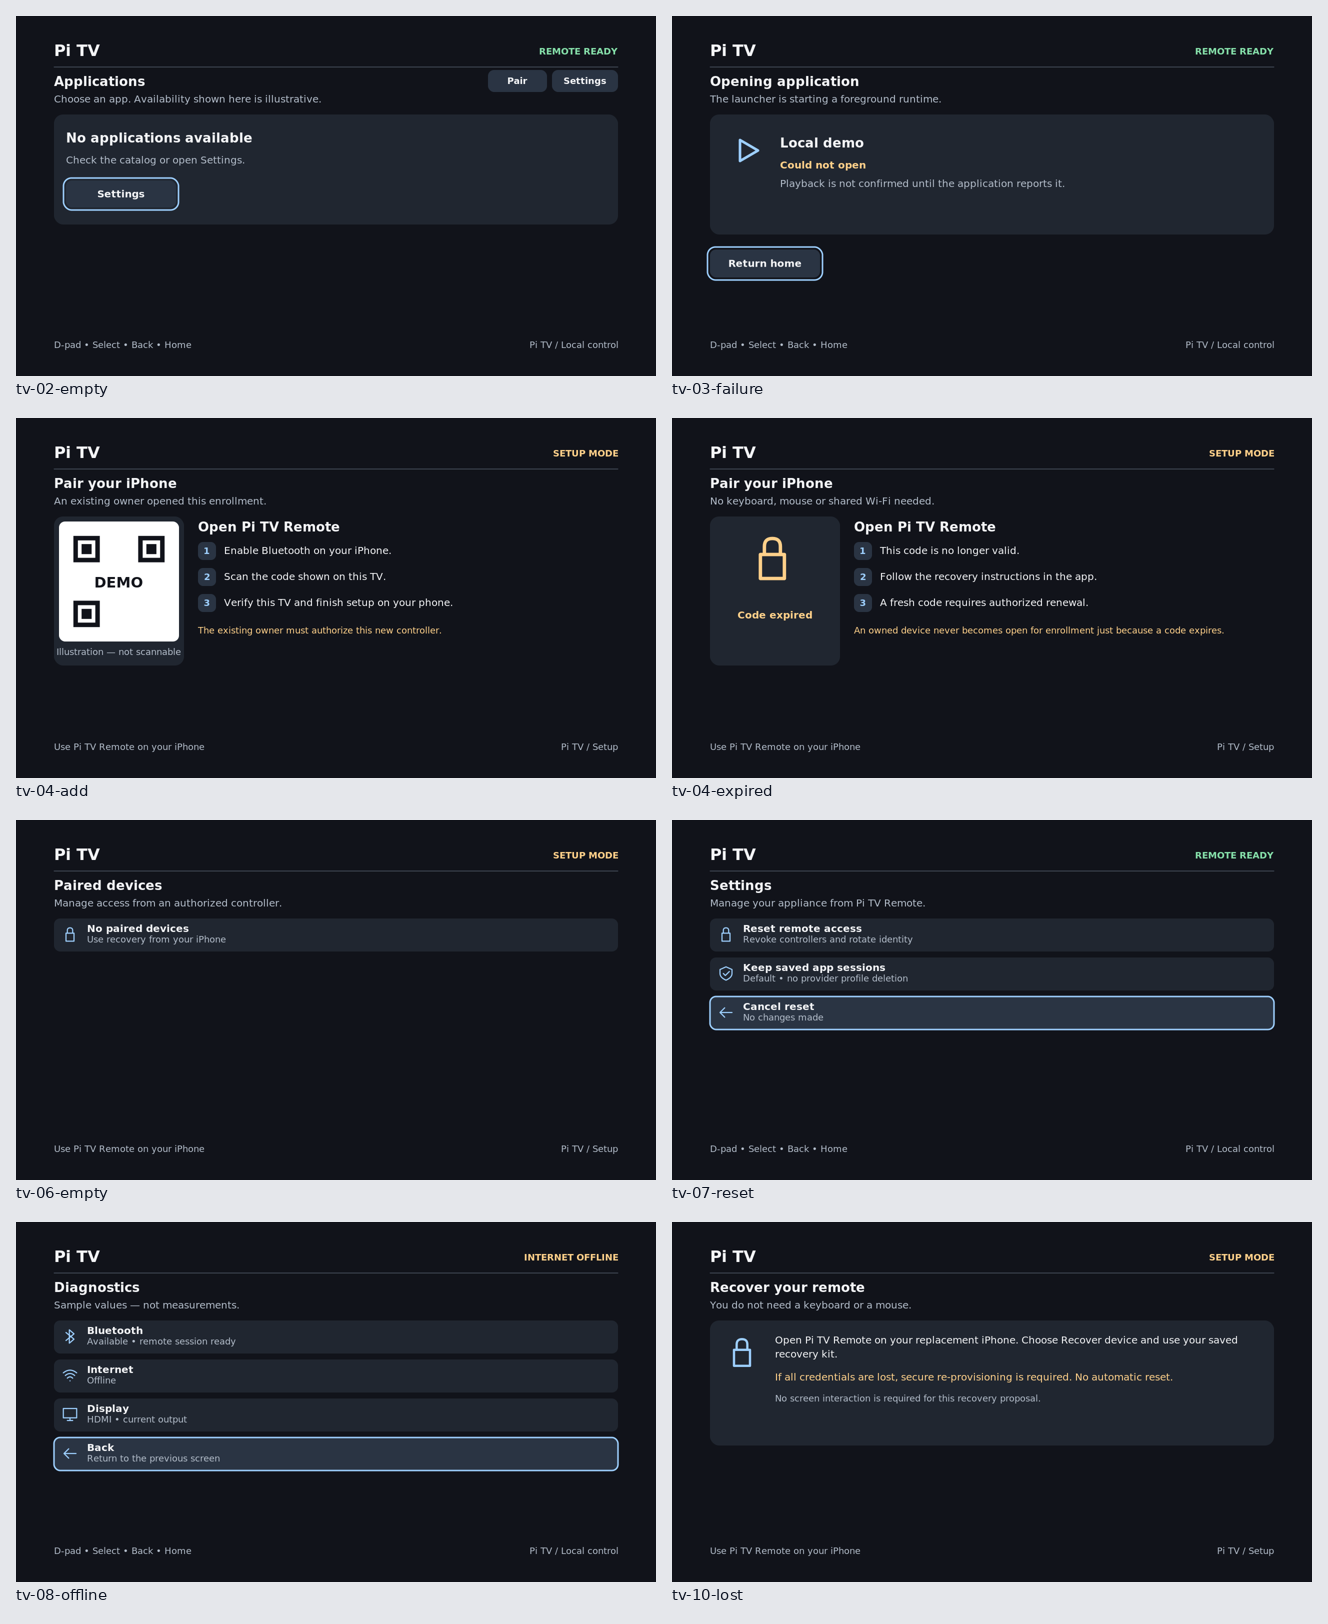 Pi TV
REMOTE READY
Applications
Pair
Settings
Choose an app. Availability shown here is illustrative.
No applications available
Check the catalog or open Settings.
Settings
D-pad • Select • Back • Home
Pi TV / Local control
tv-02-empty
Pi TV
REMOTE READY
Opening application
The launcher is starting a foreground runtime.
Local demo
Could not open
Playback is not confirmed until the application reports it.
Return home
D-pad • Select • Back • Home
Pi TV / Local control
tv-03-failure
Pi TV
SETUP MODE
Pair your iPhone
An existing owner opened this enrollment.
DEMO
Illustration — not scannable
Open Pi TV Remote
1 Enable Bluetooth on your iPhone.
2 Scan the code shown on this TV.
3 Verify this TV and finish setup on your phone.
The existing owner must authorize this new controller.
Use Pi TV Remote on your iPhone
Pi TV / Setup
tv-04-add
Pi TV
SETUP MODE
Pair your iPhone
No keyboard, mouse or shared Wi-Fi needed.
Code expired
Open Pi TV Remote
1 This code is no longer valid.
2 Follow the recovery instructions in the app.
3 A fresh code requires authorized renewal.
An owned device never becomes open for enrollment just because a code expires.
Use Pi TV Remote on your iPhone
Pi TV / Setup
tv-04-expired
Pi TV
SETUP MODE
Paired devices
Manage access from an authorized controller.
No paired devices
Use recovery from your iPhone
Use Pi TV Remote on your iPhone
Pi TV / Setup
tv-06-empty
Pi TV
REMOTE READY
Settings
Manage your appliance from Pi TV Remote.
Reset remote access
Revoke controllers and rotate identity
Keep saved app sessions
Default • no provider profile deletion
Cancel reset
No changes made
D-pad • Select • Back • Home
Pi TV / Local control
tv-07-reset
Pi TV
INTERNET OFFLINE
Diagnostics
Sample values — not measurements.
Bluetooth
Available • remote session ready
Internet
Offline
Display
HDMI • current output
Back
Return to the previous screen
D-pad • Select • Back • Home
Pi TV / Local control
tv-08-offline
Pi TV
SETUP MODE
Recover your remote
You do not need a keyboard or a mouse.
Open Pi TV Remote on your replacement iPhone. Choose Recover device and use your saved
recovery kit.
If all credentials are lost, secure re-provisioning is required. No automatic reset.
No screen interaction is required for this recovery proposal.
Use Pi TV Remote on your iPhone
Pi TV / Setup
tv-10-lost